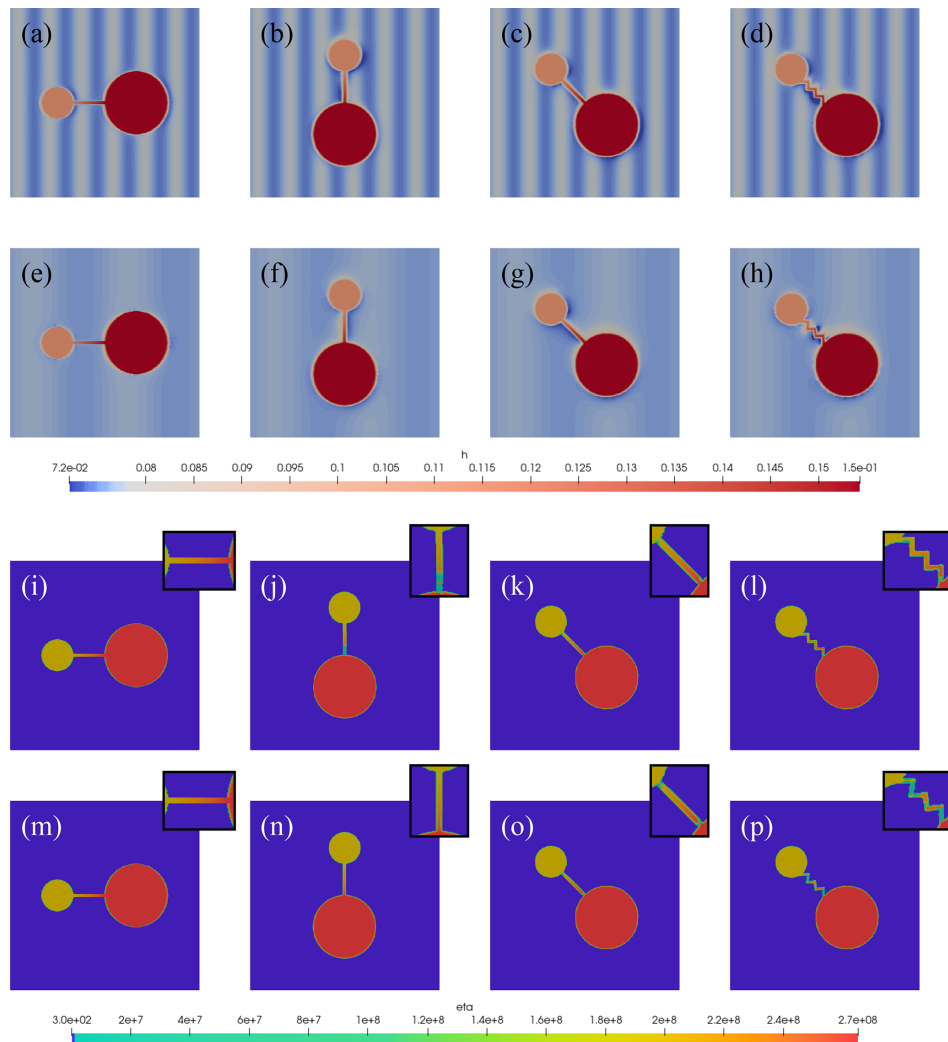 (a) (b) (c) (d)
(e) (f) (g) (h)
h
7.2e-02 0.08 0.085 0.09 0.095 0.1 0.105 0.11 0.115 0.12 0.125 0.13 0.135 0.14 0.145 0.15 1.5e-01
(i) (j) (k) (l)
(m) (n) (o) (p)
eta
3.0e+02 2e+7 4e+7 6e+7 8e+7 1e+8 1.2e+8 1.4e+8 1.6e+8 1.8e+8 2e+8 2.2e+8 2.4e+8 2.7e+08